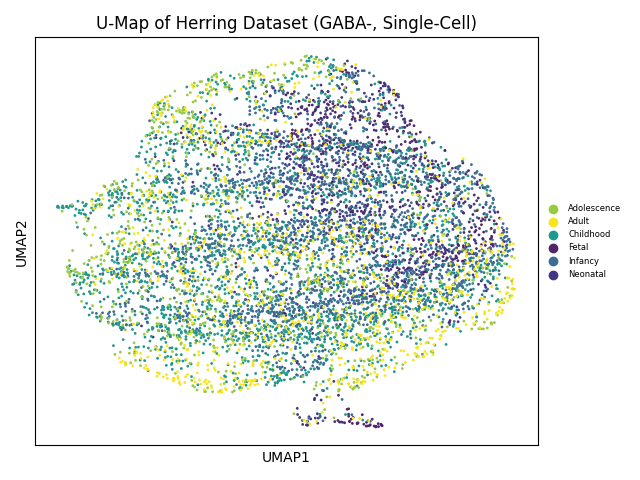 U-Map of Herring Dataset (GABA-, Single-Cell)
UMAP2
Adolescence
Adult
Childhood
Fetal
Infancy
Neonatal
UMAP1